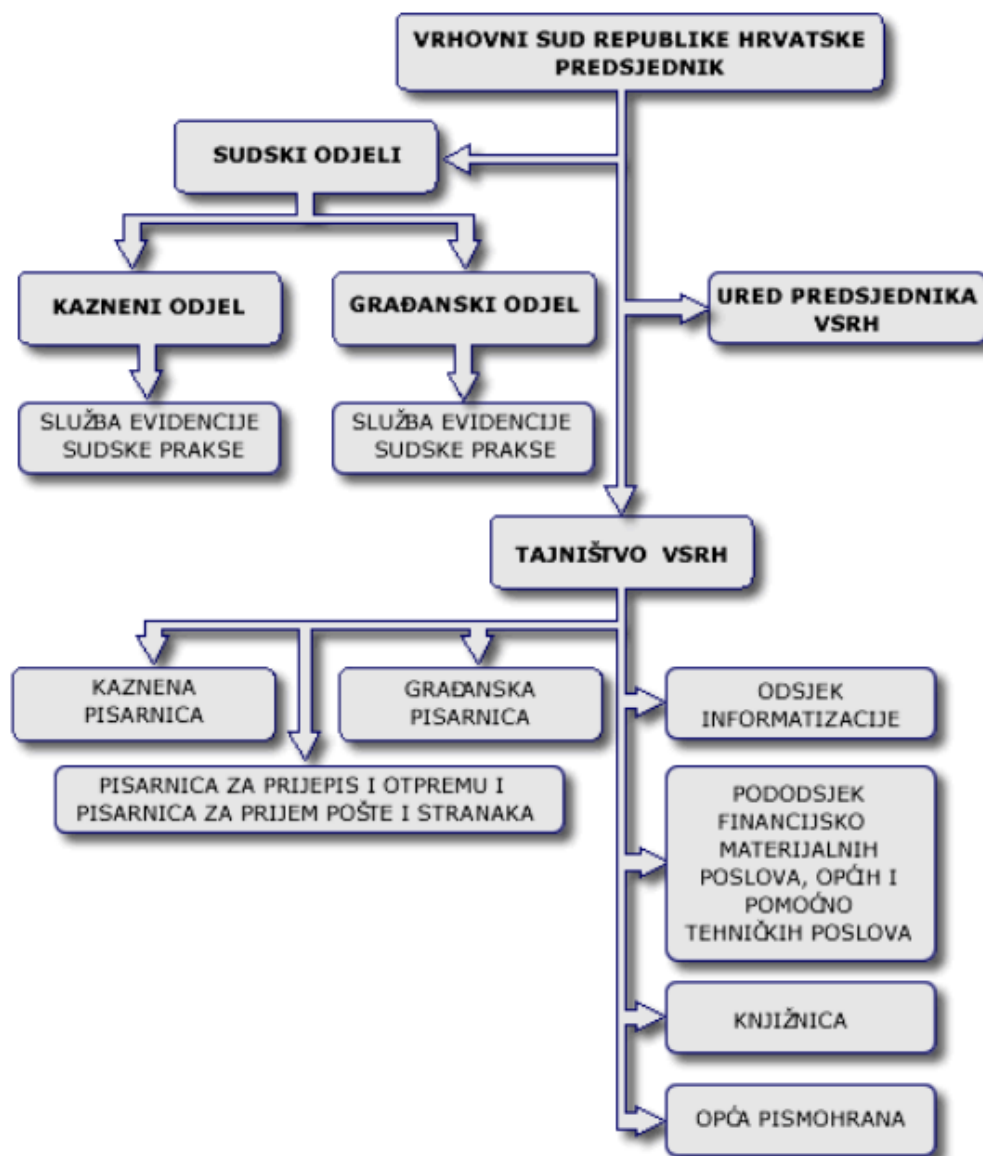 VRHOVNI SUD REPUBLIKE HRVATSKE
PREDSJEDNIK
SUDSKI ODJELI
KAZNENI ODJEL
GRAĐANSKI ODJEL
URED PREDSJEDNIKA
VSRH
SLUŽBA EVIDENCIJE
SUDSKE PRAKSE
SLUŽBA EVIDENCIJE
SUDSKE PRAKSE
TAJNIŠTVO VSRH
KAZNENA
PISARNICA
GRAĐANSKA
PISARNICA
ODSJEK
INFORMATIZACIJE
PISARNICA ZA PRIJEPIS I OTPREMU I
PISARNICA ZA PRIJEM POŠTE I STRANAKA
PODODSJEK
FINANCIJSKO
MATERIJALNIH
POSLOVA, OPĆIH I
POMOĆNO
TEHNIČKIH POSLOVA
KNJIŽNICA
OPĆA PISMOHRANA